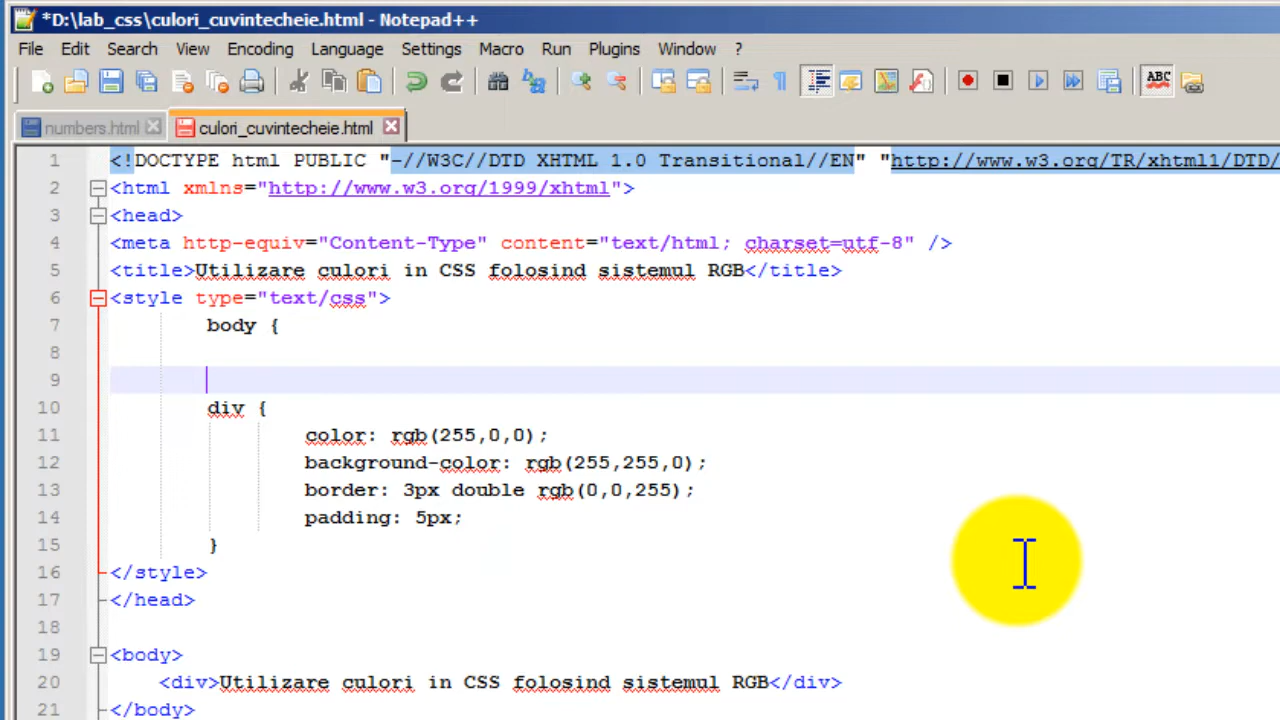 *D:\lab_css\culori_cuvintecheie.html - Notepad++
File Edit Search View Encoding Language Settings Macro Run Plugins Window ?
ABC
numbers.html culori_cuvintecheie.html
1 <!DOCTYPE html PUBLIC "-//W3C//DTD XHTML 1.0 Transitional//EN" "http://www.w3.org/TR/xhtml1/DTD/
2 <html xmlns="http://www.w3.org/1999/xhtml">
3 <head>
4 <meta http-equiv="Content-Type" content="text/html; charset=utf-8" />
5 <title>Utilizare culori in CSS folosind sistemul RGB</title>
6 <style type="text/css">
7 body {
8
9
10 div {
11 color: rgb(255,0,0);
12 background-color: rgb(255,255,0);
13 border: 3px double rgb(0,0,255);
14 padding: 5px;
15 }
16 </style>
17 </head>
18
19 <body>
20 <div>Utilizare culori in CSS folosind sistemul RGB</div>
21 </body>